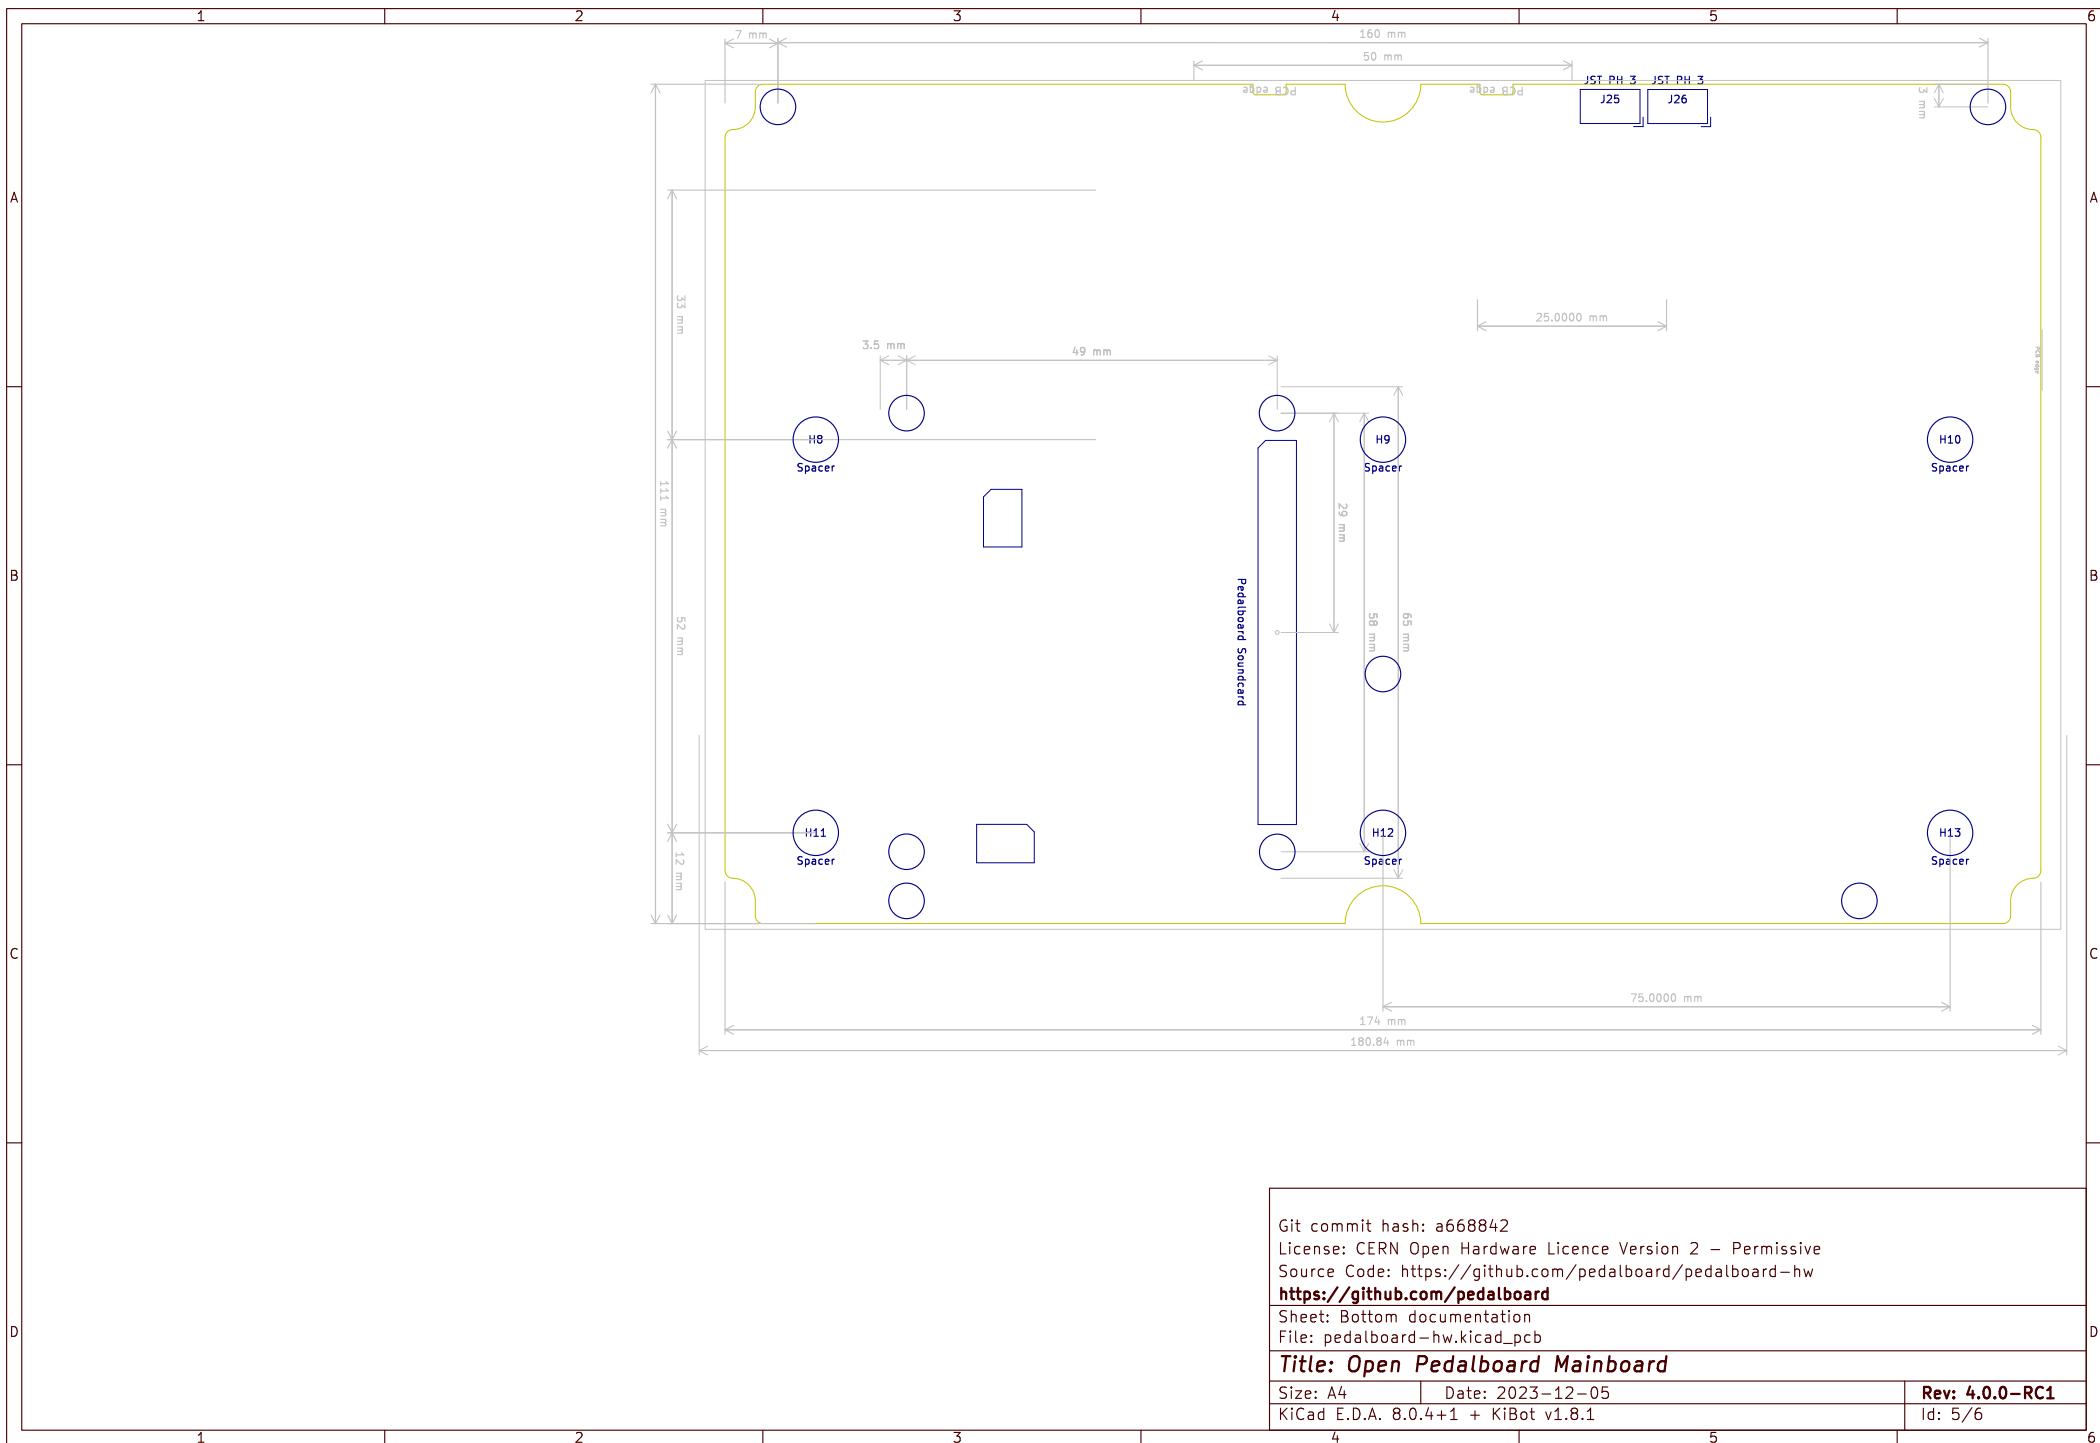 1 2 3 4 5 6
7 mm
160 mm
50 mm
JST PH 3 JST PH 3
PCB edge PCB edge
J25 J26
3 mm
A A
33 mm
25.0000 mm
3.5 mm
49 mm
PCB edge
H8 H9 H10
Spacer Spacer Spacer
111 mm
29 mm
B B
Pedalboard Soundcard
52 mm
58 mm
65 mm
H11 H12 H13
Spacer Spacer Spacer
12 mm
C C
75.0000 mm
174 mm
180.84 mm
Git commit hash: a668842
License: CERN Open Hardware Licence Version 2 – Permissive
Source Code: https://github.com/pedalboard/pedalboard-hw
https://github.com/pedalboard
Sheet: Bottom documentation
D D
File: pedalboard-hw.kicad_pcb
Title: Open Pedalboard Mainboard
Size: A4 Date: 2023-12-05 Rev: 4.0.0-RC1
KiCad E.D.A. 8.0.4+1 + KiBot v1.8.1 Id: 5/6
1 2 3 4 5 6